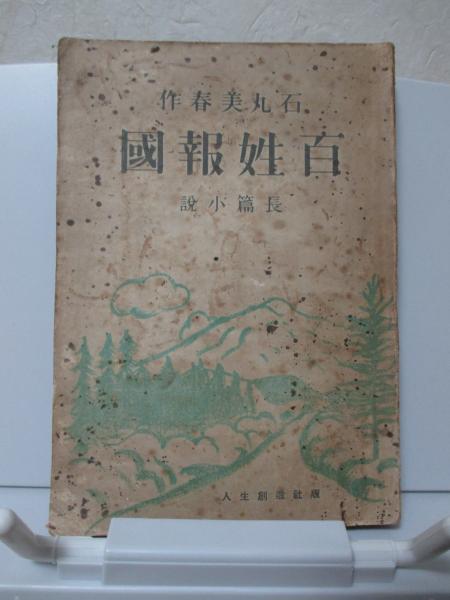 石丸美春作
百姓報國
長篇小說
人生創造社版